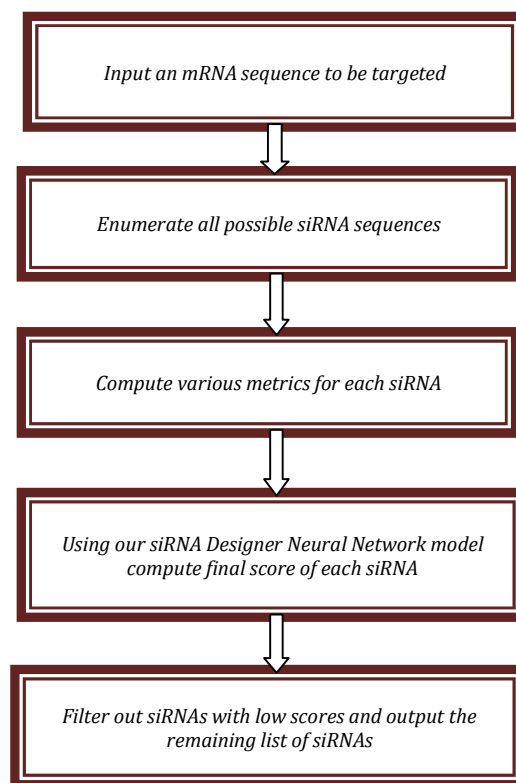 Input an mRNA sequence to be targeted
Enumerate all possible siRNA sequences
Compute various metrics for each siRNA
Using our siRNA Designer Neural Network model
compute final score of each siRNA
Filter out siRNAs with low scores and output the
remaining list of siRNAs